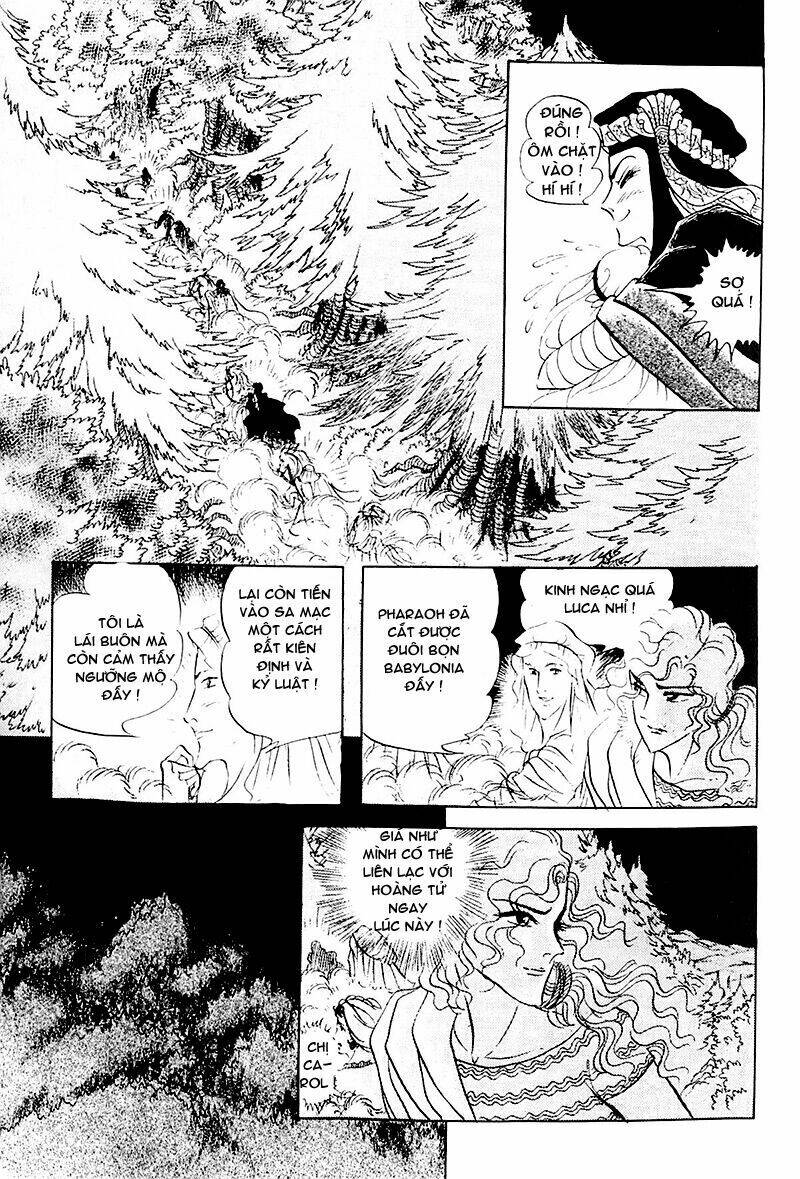 ĐÚNG
RỒI !
ÔM CHẶT
VÀO !
HÍ HÍ !
SỢ
QUÁ !
KINH NGẠC QUÁ
LUCA NHỈ !
PHARAOH ĐÃ
CẮT ĐƯỢC
ĐUÔI BỌN
BABYLONIA
ĐẤY !
LẠI CÒN TIẾN
VÀO SA MẠC
MỘT CÁCH
RẤT KIÊN
ĐỊNH VÀ
KỶ LUẬT !
TÔI LÀ
LÁI BUÔN MÀ
CÒN CẢM THẤY
NGƯỠNG MỘ
ĐẤY !
GIÁ NHƯ
MÌNH CÓ THỂ
LIÊN LẠC VỚI
HOÀNG TỬ
NGAY
LÚC NÀY !
CHỊ
CA-
ROL !